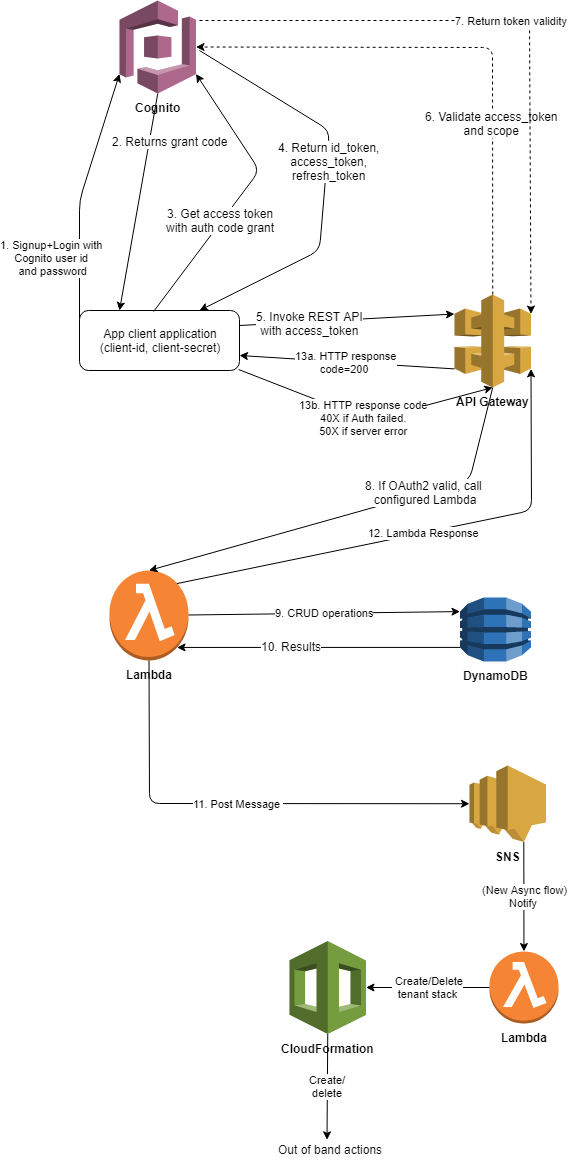 7. Return token validity
Cognito
6. Validate access_token
and scope
2. Returns grant code
4. Return id_token,
access_token,
refresh_token
3. Get access token
with auth code grant
1. Signup+Login with
Cognito user id
and password
App client application
(client-id, client-secret)
5. Invoke REST API
with access_token
13a. HTTP response
code=200
API Gateway
13b. HTTP response code
40X if Auth failed.
50X if server error
8. If OAuth2 valid, call
configured Lambda
12. Lambda Response
9. CRUD operations
10. Results
Lambda
DynamoDB
11. Post Message
SNS
(New Async flow)
Notify
Create/Delete
tenant stack
Lambda
CloudFormation
Create/
delete
Out of band actions